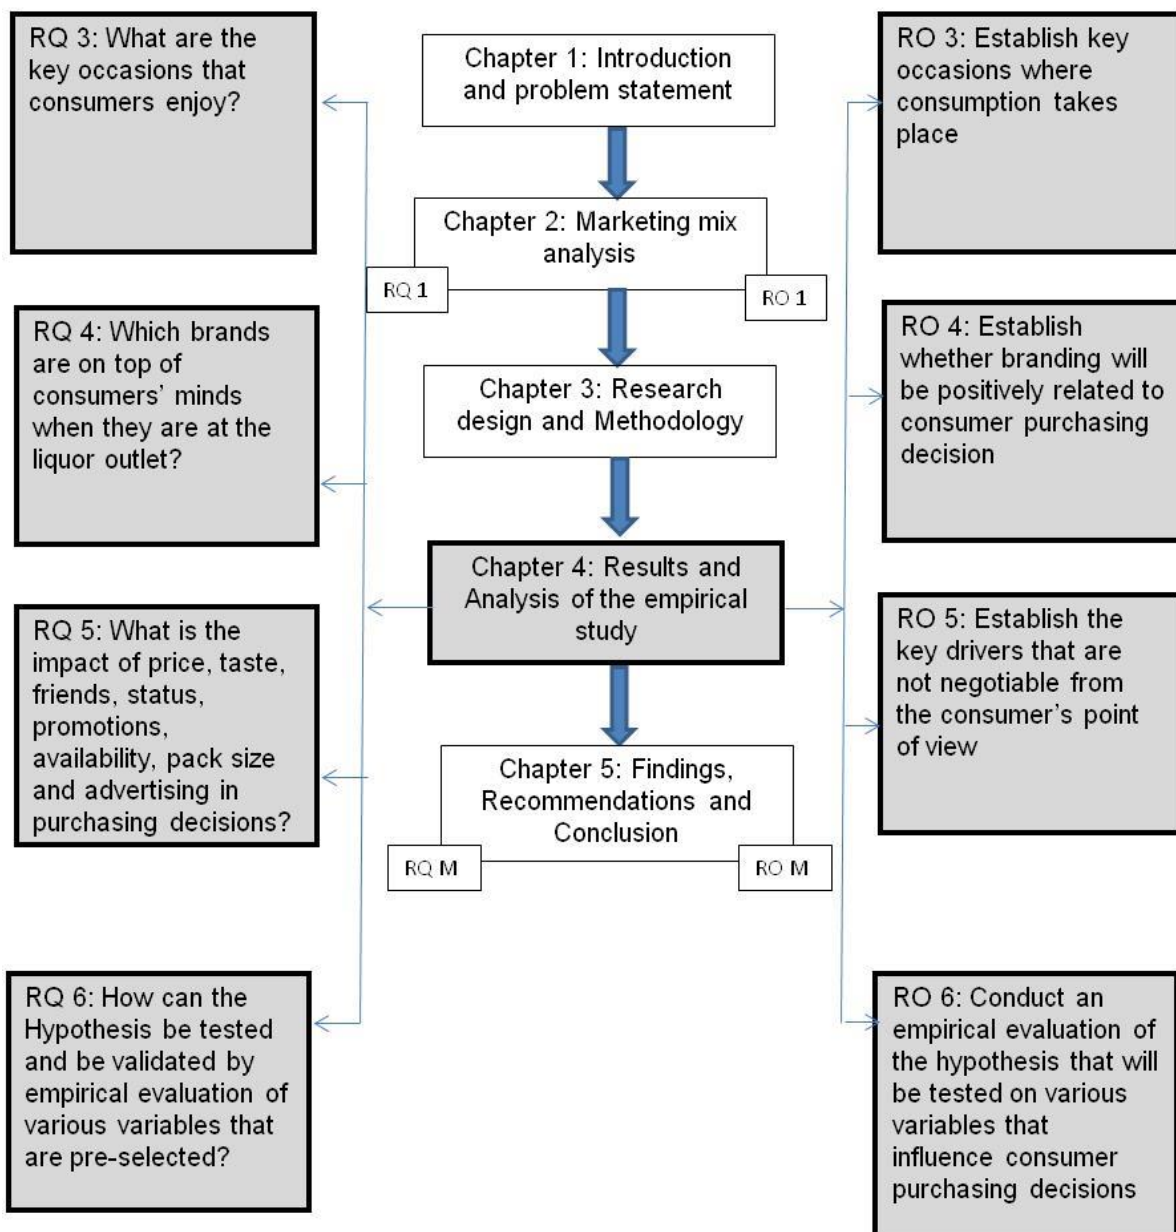 RQ 3: What are the
key occasions that
consumers enjoy?
Chapter 1: Introduction
and problem statement
RO 3: Establish key
occasions where
consumption takes
place
Chapter 2: Marketing mix
analysis
RQ 1
RO 1
RQ 4: Which brands
are on top of
consumers' minds
when they are at the
liquor outlet?
Chapter 3: Research
design and Methodology
RO 4: Establish
whether branding will
be positively related to
consumer purchasing
decision
Chapter 4: Results and
Analysis of the empirical
study
RQ 5: What is the
impact of price, taste,
friends, status,
promotions,
availability, pack size
and advertising in
purchasing decisions?
RO 5: Establish the
key drivers that are
not negotiable from
the consumer's point
of view
Chapter 5: Findings,
Recommendations and
Conclusion
RQ M
RO M
RQ 6: How can the
Hypothesis be tested
and be validated by
empirical evaluation of
various variables that
are pre-selected?
RO 6: Conduct an
empirical evaluation of
the hypothesis that will
be tested on various
variables that
influence consumer
purchasing decisions